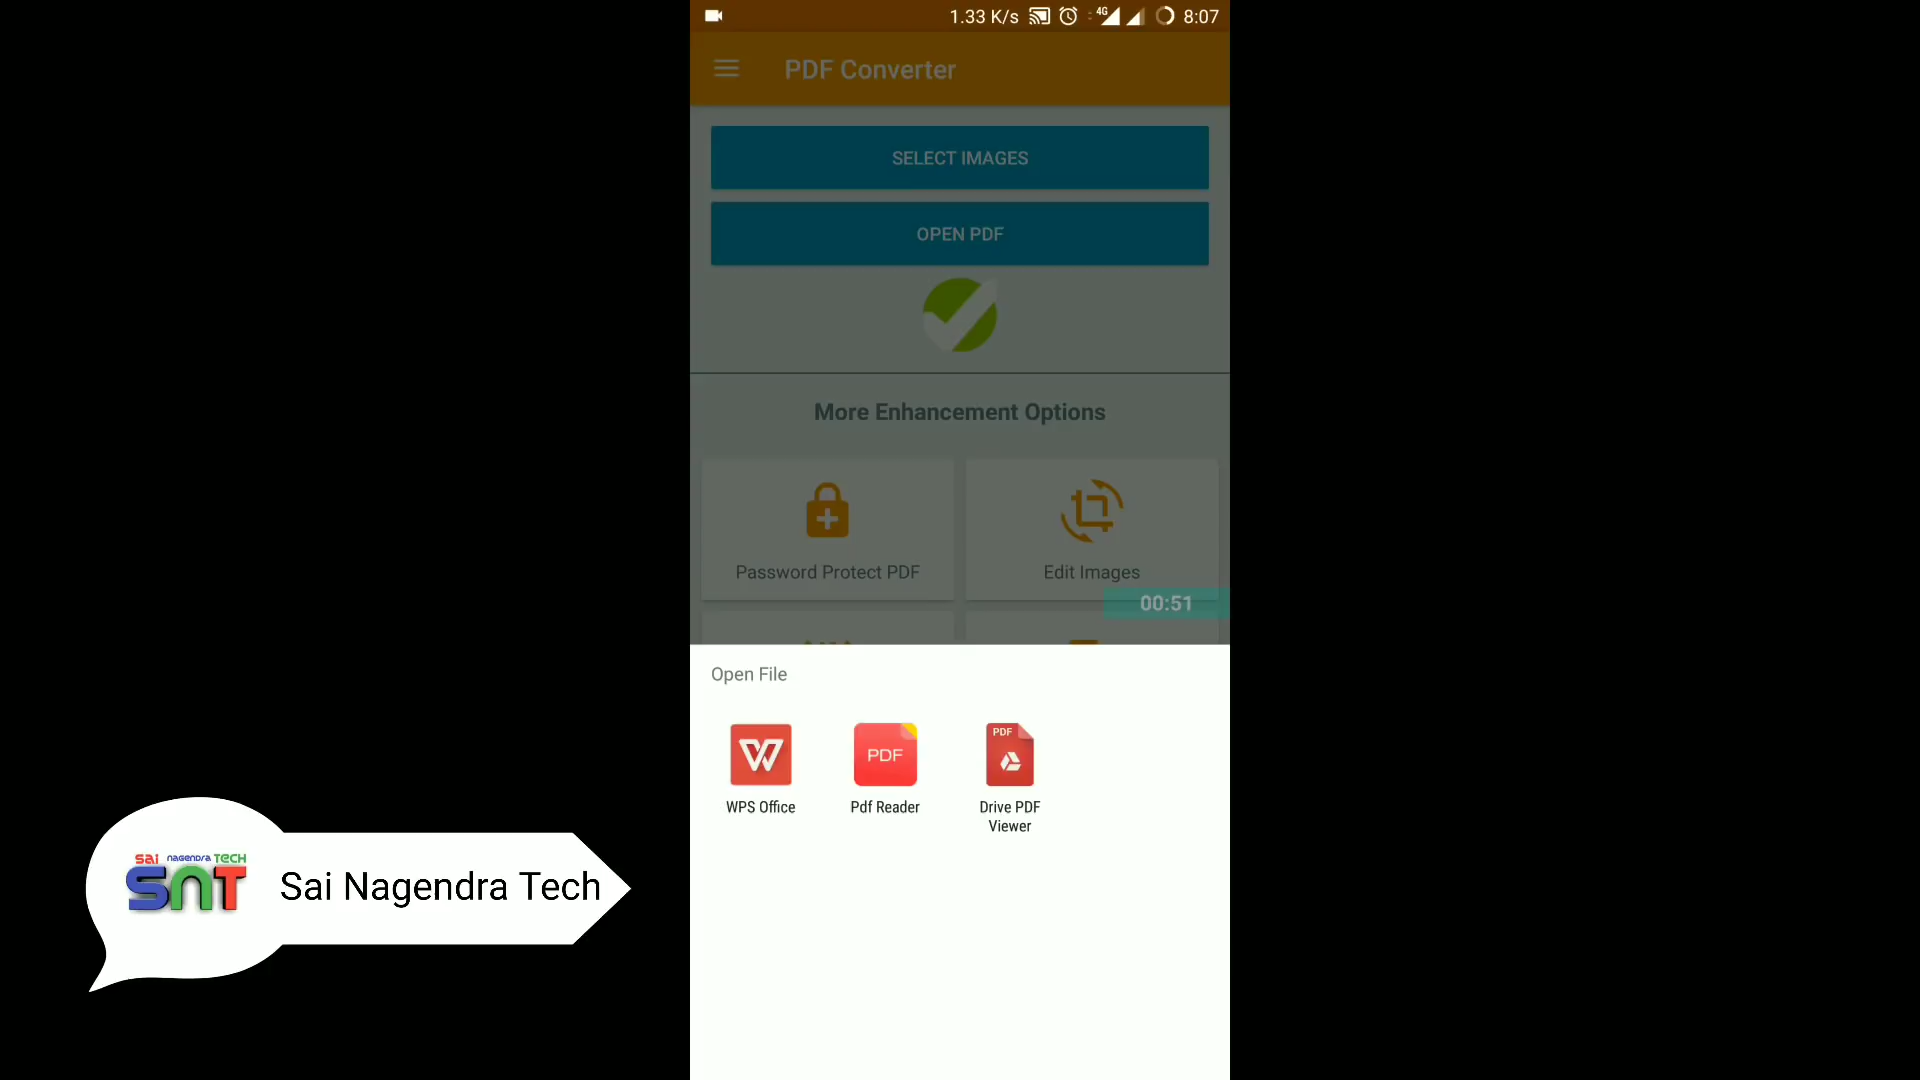 1.33 K/s 4G 8:07
PDF Converter
SELECT IMAGES
OPEN PDF
More Enhancement Options
Password Protect PDF
Edit Images
00:51
Open File
PDF
PDF
WPS Office
Pdf Reader
Drive PDF
Viewer
sai nagendra TECH
SNT
Sai Nagendra Tech